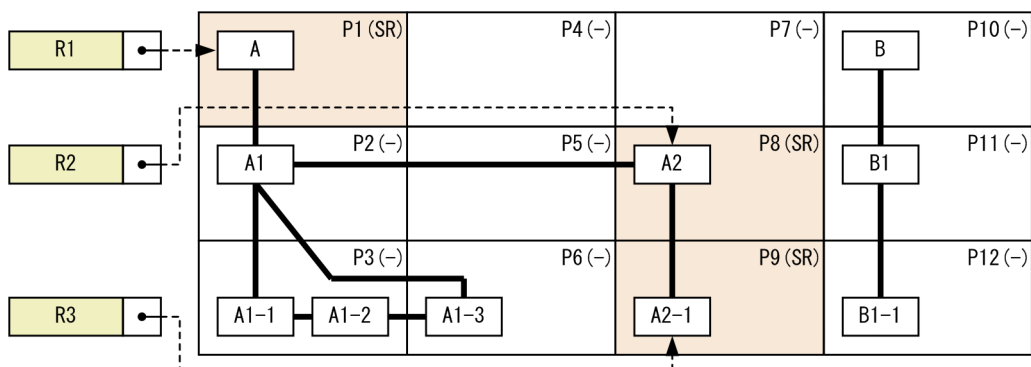 R1
A
P1(SR)
P4(-)
P7(-)
B
P10(-)
R2
A1
P2(-)
P5(-)
A2
P8(SR)
B1
P11(-)
R3
P3(-)
P6(-)
P9(SR)
P12(-)
A1-1
A1-2
A1-3
A2-1
B1-1